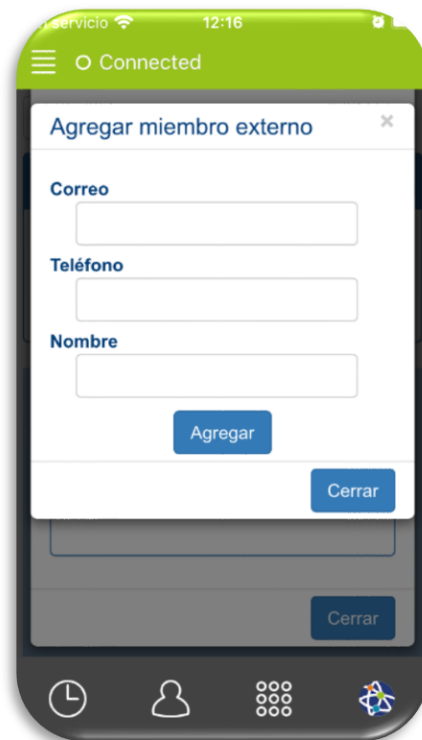 servicio 12:16
Connected
Agregar miembro externo ×
Correo
Teléfono
Nombre
Agregar
Cerrar
Cerrar